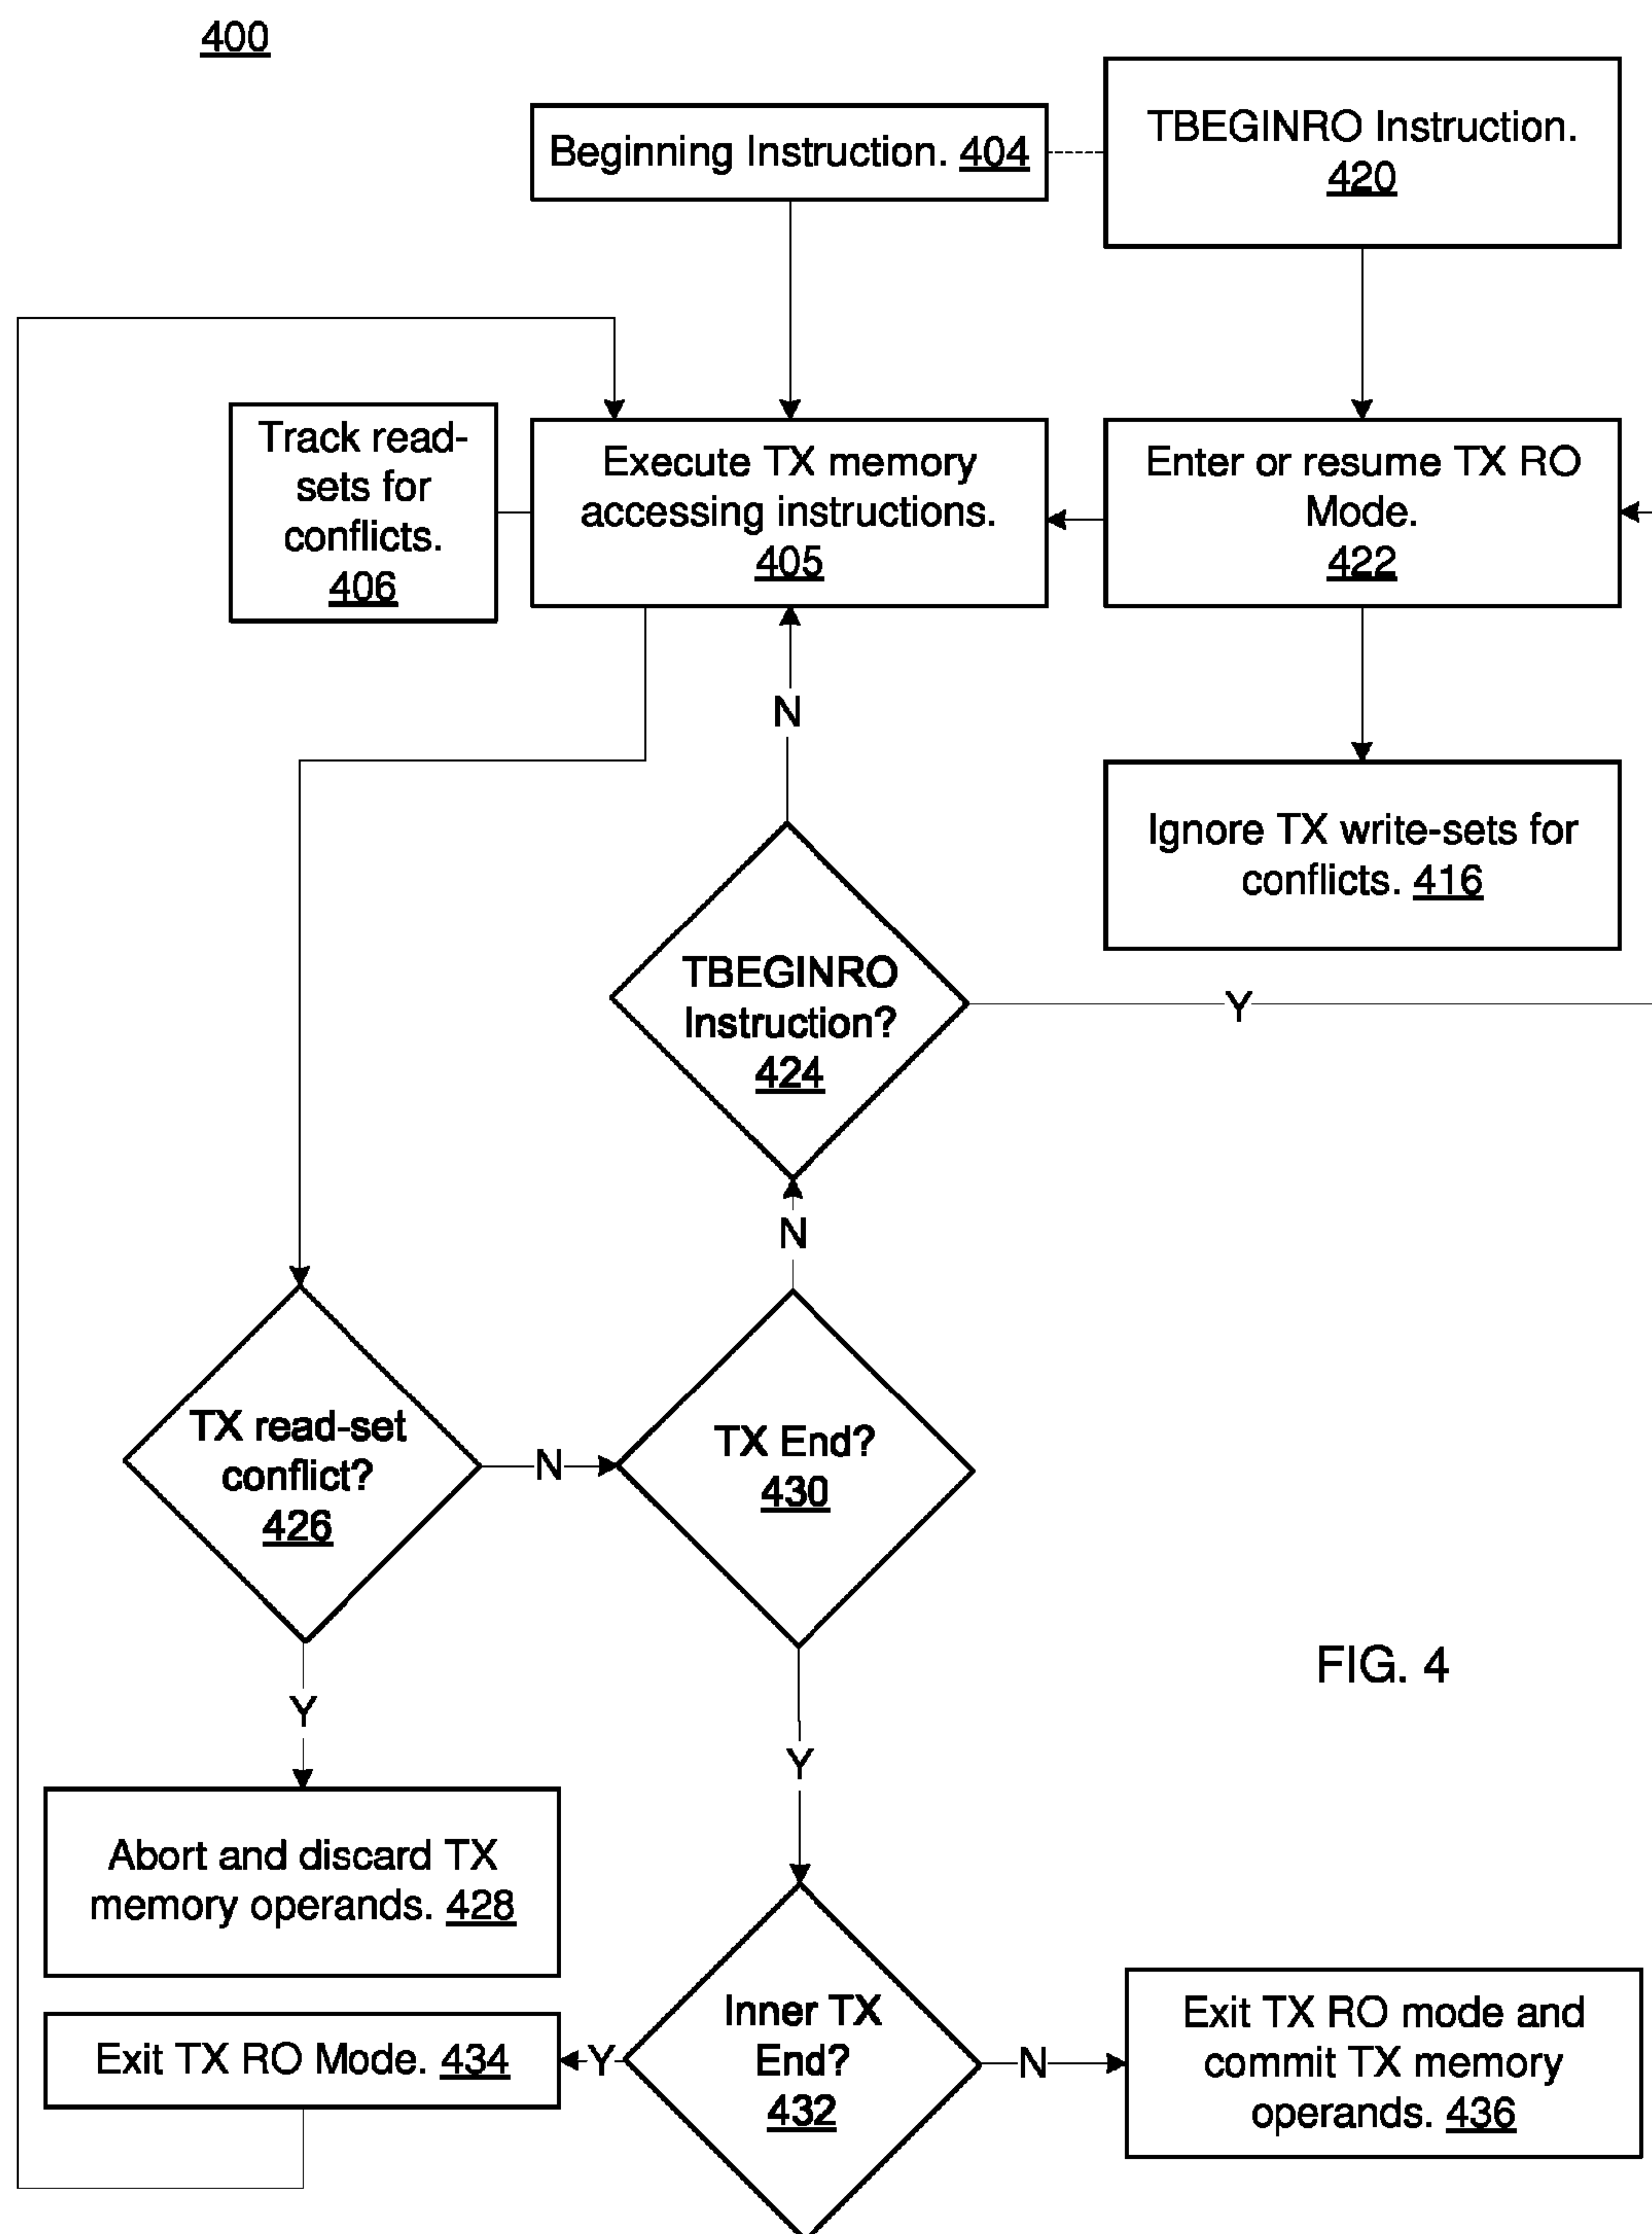 400
Beginning Instruction. 404
TBEGINRO Instruction.
420
Track read-
sets for
conflicts.
406
Execute TX memory
accessing instructions.
405
Enter or resume TX RO
Mode.
422
N
Ignore TX write-sets for
conflicts. 416
TBEGINRO
Instruction?
424
Y
N
TX read-set
conflict?
426
N
TX End?
430
FIG. 4
Y
Y
Abort and discard TX
memory operands. 428
Exit TX RO Mode. 434
Y
Inner TX
End?
432
N
Exit TX RO mode and
commit TX memory
operands. 436